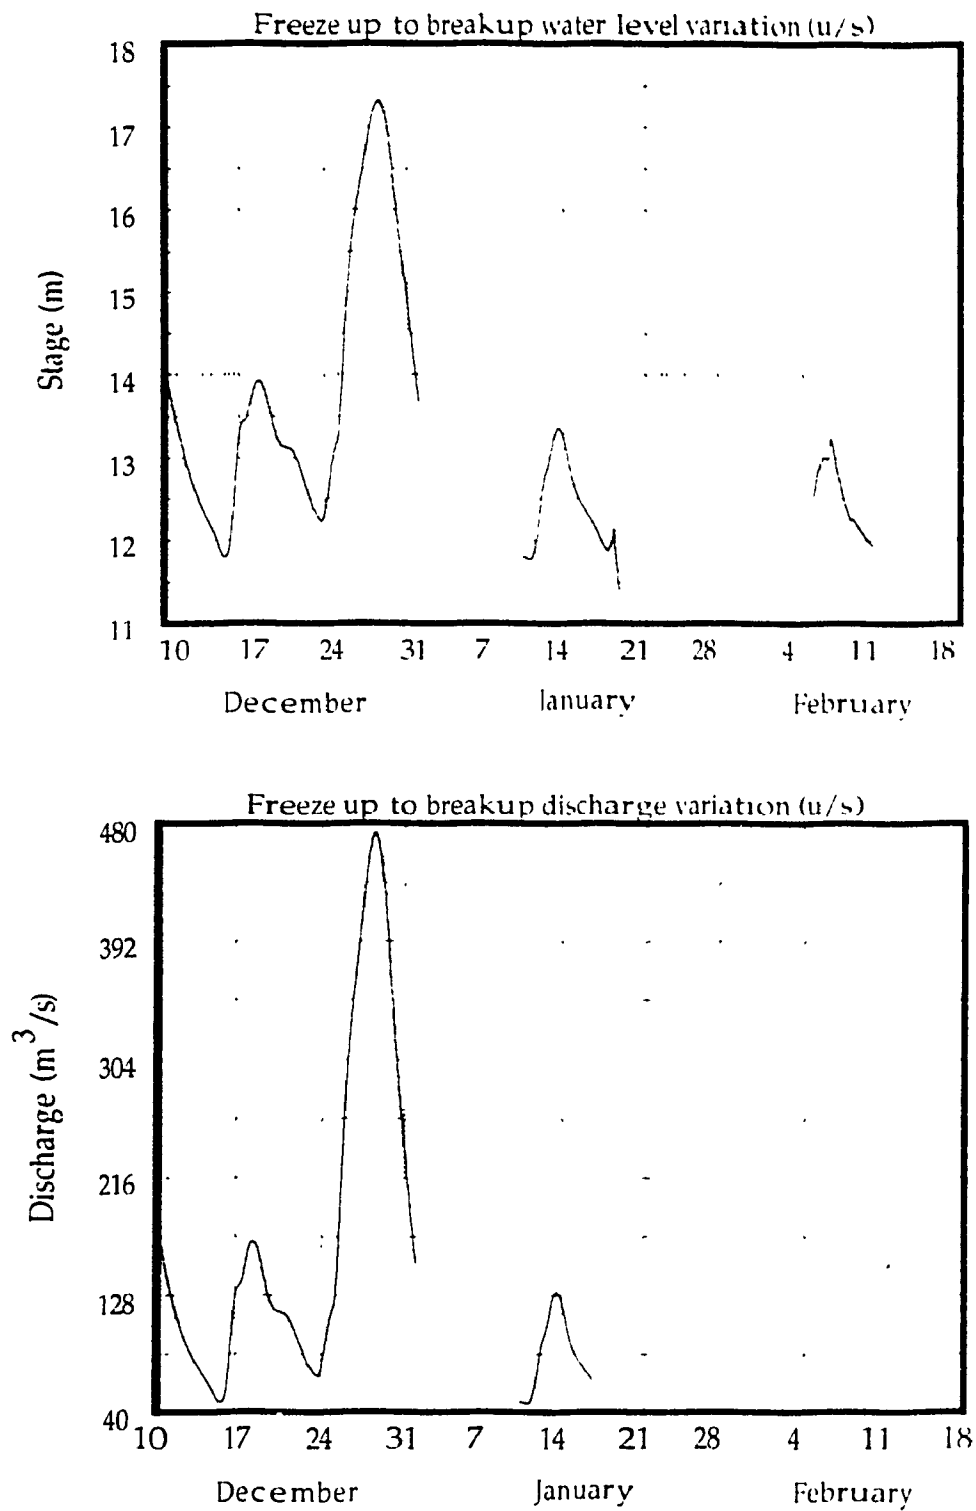 Freeze up to breakup water level variation (u/s)
18
17
16
15
14
13
12
11
Stage (m)
10 17 24 31 7 14 21 28 4 11 18
December January February
Freeze up to breakup discharge variation (u/s)
480
392
304
216
128
40
Discharge (m³/s)
10 17 24 31 7 14 21 28 4 11 18
December January February